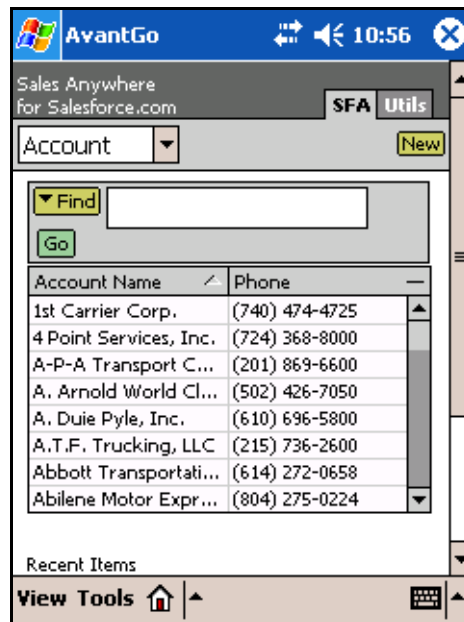 AvantGo 10:56
Sales Anywhere
for Salesforce.com
SFA Utils
Account New
Find
Go
Account Name Phone
1st Carrier Corp. (740) 474-4725
4 Point Services, Inc. (724) 368-8000
A-P-A Transport C... (201) 869-6600
A. Arnold World Cl... (502) 426-7050
A. Duie Pyle, Inc. (610) 696-5800
A.T.F. Trucking, LLC (215) 736-2600
Abbott Transportati... (614) 272-0658
Abilene Motor Expr... (804) 275-0224
Recent Items
View Tools